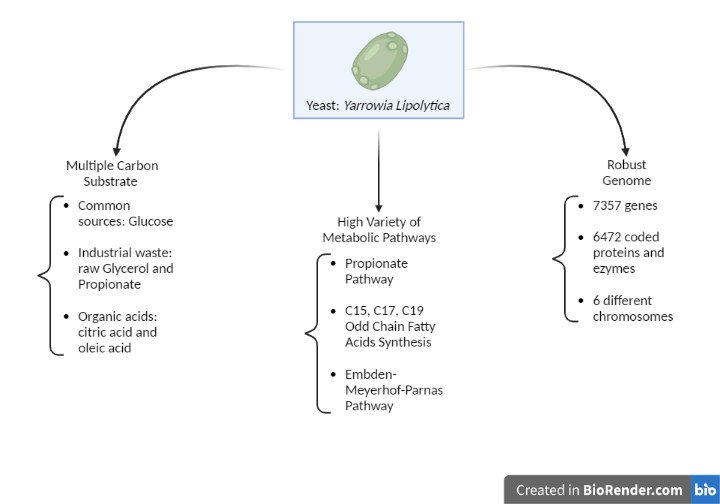 Yeast: Yarrowia Lipolytica
Multiple Carbon
Substrate
• Common
sources: Glucose
• Industrial waste:
raw Glycerol and
Propionate
• Organic acids:
citric acid and
oleic acid
High Variety of
Metabolic Pathways
• Propionate
Pathway
• C15, C17, C19
Odd Chain Fatty
Acids Synthesis
• Embden-
Meyerhof-Parnas
Pathway
Robust
Genome
• 7357 genes
• 6472 coded
proteins and
ezymes
• 6 different
chromosomes
Created in BioRender.com bio